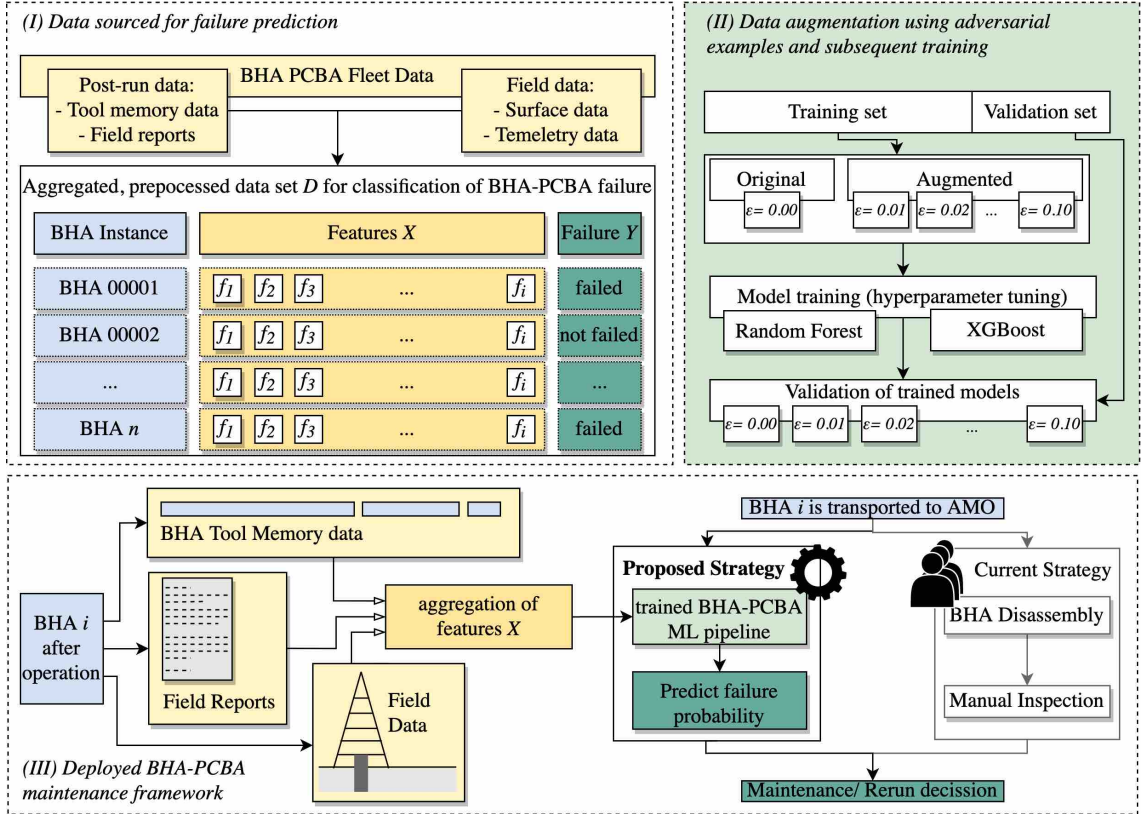 (I) Data sourced for failure prediction
BHA PCBA Fleet Data
Post-run data:
- Tool memory data
- Field reports
Field data:
- Surface data
- Temeletry data
Aggregated, prepocessed data set D for classification of BHA-PCBA failure
BHA Instance
Features X
Failure Y
BHA 00001
f1
f2
f3
...
fi
failed
BHA 00002
f1
f2
f3
...
fi
not failed
...
f1
f2
f3
...
fi
...
BHA n
f1
f2
f3
...
fi
failed
(II) Data augmentation using adversarial
examples and subsequent training
Training set
Validation set
Original
Augmented
ε= 0.00
ε= 0.01
ε= 0.02
...
ε= 0.10
Model training (hyperparameter tuning)
Random Forest
XGBoost
Validation of trained models
ε= 0.00
ε= 0.01
ε= 0.02
...
ε= 0.10
BHA Tool Memory data
BHA i
after
operation
Field Reports
Field
Data
aggregation of
features X
(III) Deployed BHA-PCBA
maintenance framework
BHA i is transported to AMO
Proposed Strategy
trained BHA-PCBA
ML pipeline
Predict failure
probability
Current Strategy
BHA Disassembly
Manual Inspection
Maintenance/ Rerun decission